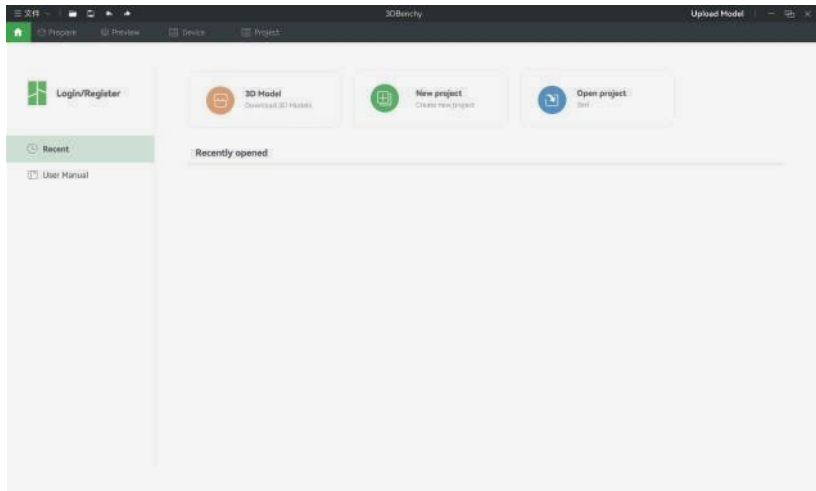 文件
3DBenchy
Upload Model
Prepare
Preview
Device
Project
Login/Register
3D Model
Download 3D Models
New project
Create new project
Open project
3mf
Recent
Recently opened
User Manual